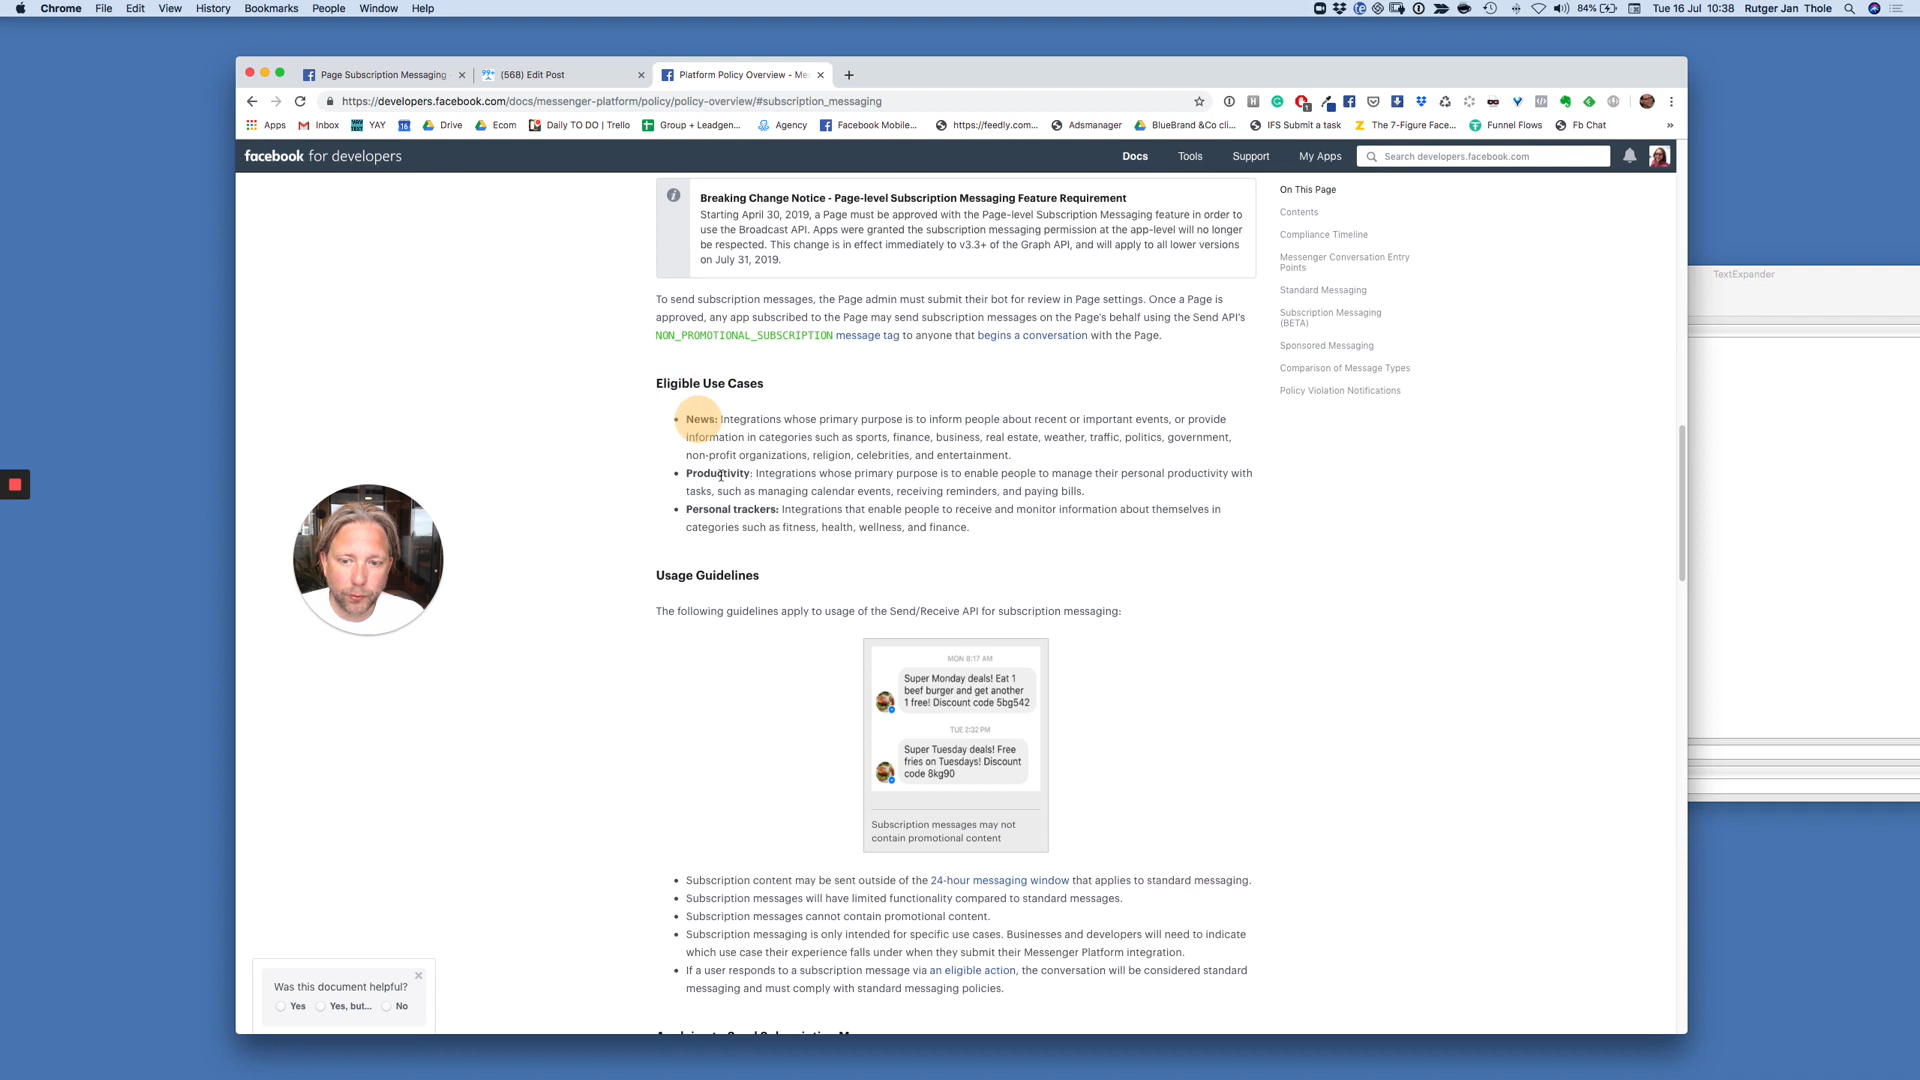 Chrome File Edit View History Bookmarks People Window Help
84% Tue 16 Jul 10:38 Rutger Jan Thole
Page Subscription Messaging
99+ (568) Edit Post
Platform Policy Overview - Me
https://developers.facebook.com/docs/messenger-platform/policy/policy-overview/#subscription_messaging
Apps Inbox YAY Drive Ecom Daily TO DO | Trello Group + Leadgen... Agency Facebook Mobile... https://feedly.com... Adsmanager BlueBrand &Co cli... IFS Submit a task The 7-Figure Face... Funnel Flows Fb Chat »
facebook for developers
Docs Tools Support My Apps Search developers.facebook.com
Breaking Change Notice - Page-level Subscription Messaging Feature Requirement
Starting April 30, 2019, a Page must be approved with the Page-level Subscription Messaging feature in order to
use the Broadcast API. Apps were granted the subscription messaging permission at the app-level will no longer
be respected. This change is in effect immediately to v3.3+ of the Graph API, and will apply to all lower versions
on July 31, 2019.
To send subscription messages, the Page admin must submit their bot for review in Page settings. Once a Page is
approved, any app subscribed to the Page may send subscription messages on the Page's behalf using the Send API's
NON_PROMOTIONAL_SUBSCRIPTION message tag to anyone that begins a conversation with the Page.
Eligible Use Cases
• News: Integrations whose primary purpose is to inform people about recent or important events, or provide
information in categories such as sports, finance, business, real estate, weather, traffic, politics, government,
non-profit organizations, religion, celebrities, and entertainment.
• Productivity: Integrations whose primary purpose is to enable people to manage their personal productivity with
tasks, such as managing calendar events, receiving reminders, and paying bills.
• Personal trackers: Integrations that enable people to receive and monitor information about themselves in
categories such as fitness, health, wellness, and finance.
Usage Guidelines
The following guidelines apply to usage of the Send/Receive API for subscription messaging:
MON 8:17 AM
Super Monday deals! Eat 1
beef burger and get another
1 free! Discount code 5bg542
TUE 2:32 PM
Super Tuesday deals! Free
fries on Tuesdays! Discount
code 8kg90
Subscription messages may not
contain promotional content
• Subscription content may be sent outside of the 24-hour messaging window that applies to standard messaging.
• Subscription messages will have limited functionality compared to standard messages.
• Subscription messages cannot contain promotional content.
• Subscription messaging is only intended for specific use cases. Businesses and developers will need to indicate
which use case their experience falls under when they submit their Messenger Platform integration.
• If a user responds to a subscription message via an eligible action, the conversation will be considered standard
messaging and must comply with standard messaging policies.
On This Page
Contents
Compliance Timeline
Messenger Conversation Entry
Points
Standard Messaging
Subscription Messaging
(BETA)
Sponsored Messaging
Comparison of Message Types
Policy Violation Notifications
Was this document helpful?
Yes Yes, but... No
TextExpander